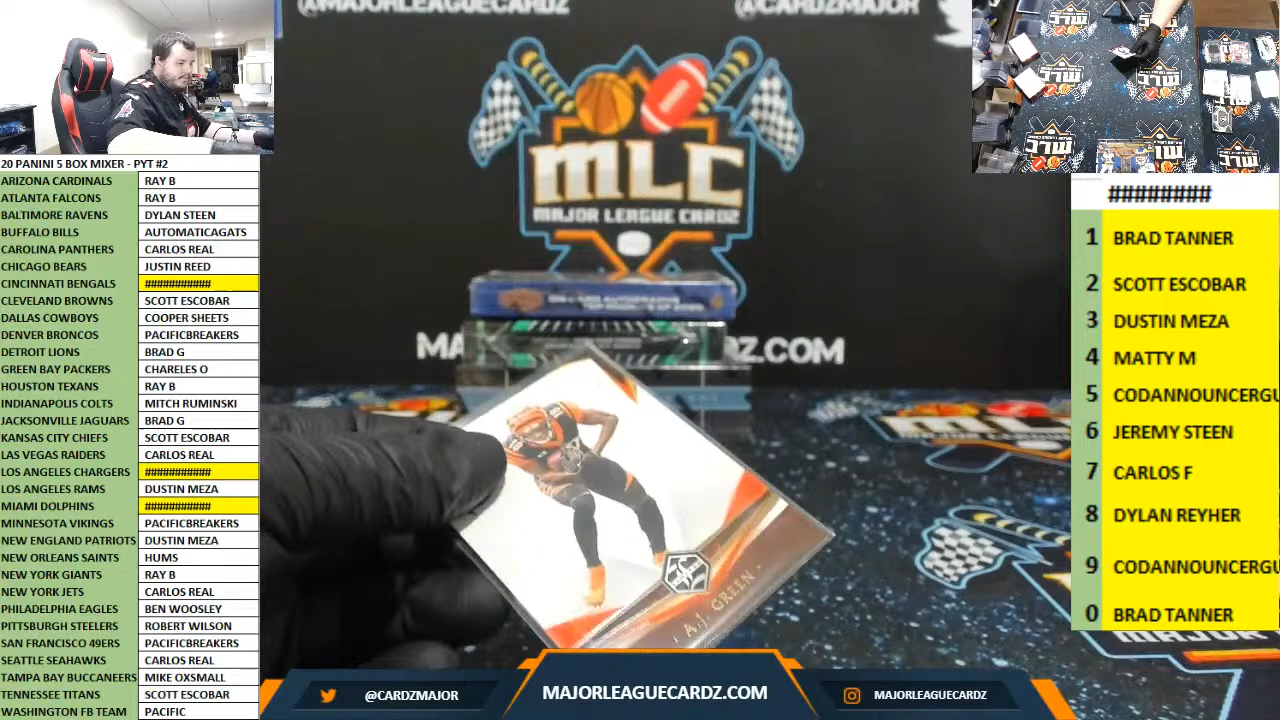 @MAJORLEAGUECARDZ
@CARDZMAJOR
20 PANINI 5 BOX MIXER - PYT #2
ARIZONA CARDINALS RAY B
ATLANTA FALCONS RAY B
BALTIMORE RAVENS DYLAN STEEN
BUFFALO BILLS AUTOMATICAGATS
CAROLINA PANTHERS CARLOS REAL
CHICAGO BEARS JUSTIN REED
CINCINNATI BENGALS ###########
CLEVELAND BROWNS SCOTT ESCOBAR
DALLAS COWBOYS COOPER SHEETS
DENVER BRONCOS PACIFICBREAKERS
DETROIT LIONS BRAD G
GREEN BAY PACKERS CHARELES O
HOUSTON TEXANS RAY B
INDIANAPOLIS COLTS MITCH RUMINSKI
JACKSONVILLE JAGUARS BRAD G
KANSAS CITY CHIEFS SCOTT ESCOBAR
LAS VEGAS RAIDERS CARLOS REAL
LOS ANGELES CHARGERS ###########
LOS ANGELES RAMS DUSTIN MEZA
MIAMI DOLPHINS ###########
MINNESOTA VIKINGS PACIFICBREAKERS
NEW ENGLAND PATRIOTS DUSTIN MEZA
NEW ORLEANS SAINTS HUMS
NEW YORK GIANTS RAY B
NEW YORK JETS CARLOS REAL
PHILADELPHIA EAGLES BEN WOOSLEY
PITTSBURGH STEELERS ROBERT WILSON
SAN FRANCISCO 49ERS PACIFICBREAKERS
SEATTLE SEAHAWKS CARLOS REAL
TAMPA BAY BUCCANEERS MIKE OXSMALL
TENNESSEE TITANS SCOTT ESCOBAR
WASHINGTON FB TEAM PACIFIC
MLC
MAJOR LEAGUE CARDZ
MA
DZ.COM
A.J. GREEN
########
1 BRAD TANNER
2 SCOTT ESCOBAR
3 DUSTIN MEZA
4 MATTY M
5 CODANNOUNCERGU
6 JEREMY STEEN
7 CARLOS F
8 DYLAN REYHER
9 CODANNOUNCERGU
0 BRAD TANNER
@CARDZMAJOR
MAJORLEAGUECARDZ.COM
MAJORLEAGUECARDZ